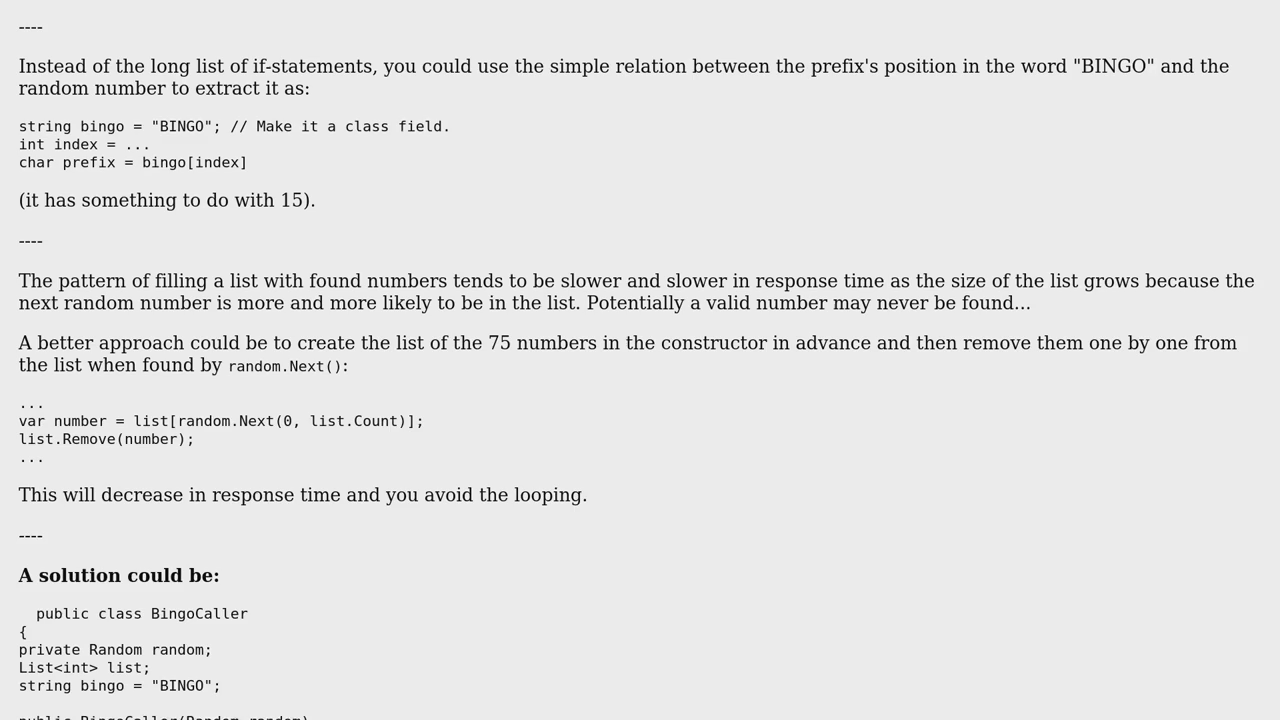 ----
Instead of the long list of if-statements, you could use the simple relation between the prefix's position in the word "BINGO" and the
random number to extract it as:
string bingo = "BINGO"; // Make it a class field.
int index = ...
char prefix = bingo[index]
(it has something to do with 15).
----
The pattern of filling a list with found numbers tends to be slower and slower in response time as the size of the list grows because the
next random number is more and more likely to be in the list. Potentially a valid number may never be found...
A better approach could be to create the list of the 75 numbers in the constructor in advance and then remove them one by one from
the list when found by random.Next():
...
var number = list[random.Next(0, list.Count)];
list.Remove(number);
...
This will decrease in response time and you avoid the looping.
----
A solution could be:
public class BingoCaller
{
private Random random;
List<int> list;
string bingo = "BINGO";
public BingoCaller(Random random)